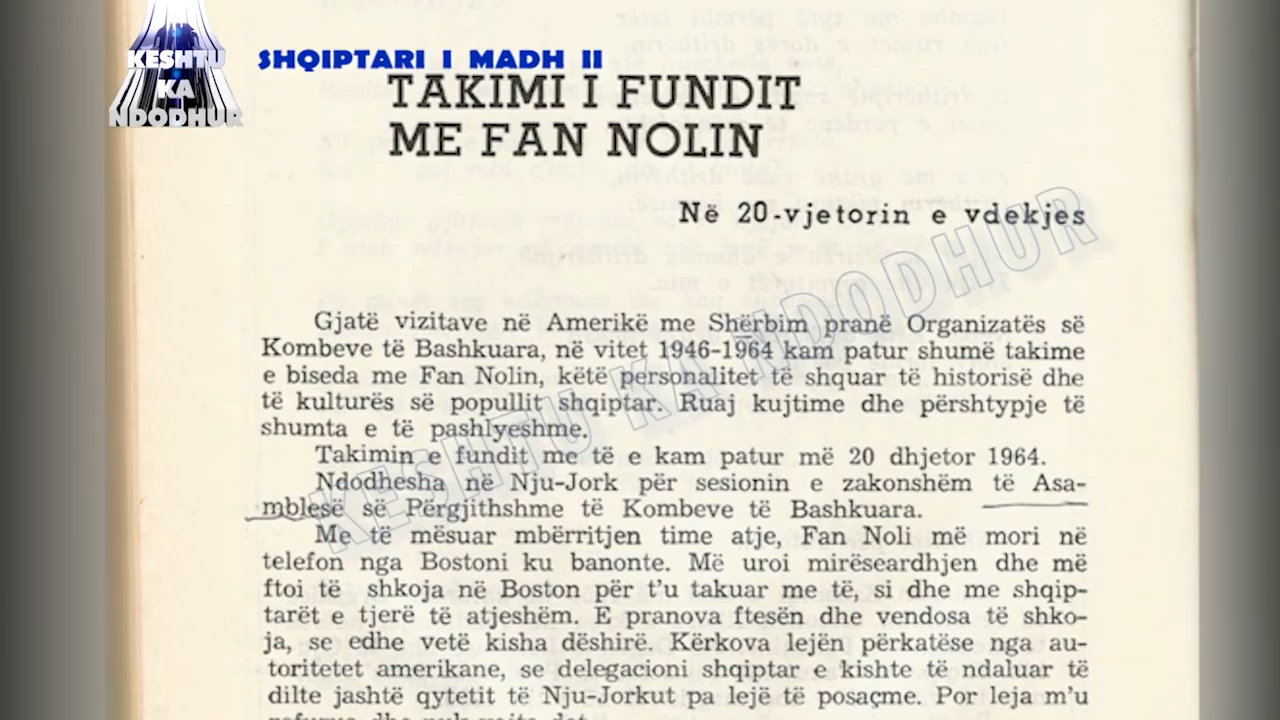 KESHTU
KA
NDODHUR
SHQIPTARI I MADH II
TAKIMI I FUNDIT
ME FAN NOLIN
Në 20-vjetorin e vdekjes
Gjatë vizitave në Amerikë me Shërbim pranë Organizatës së
Kombeve të Bashkuara, në vitet 1946-1964 kam patur shumë takime
e biseda me Fan Nolin, këtë personalitet të shquar të historisë dhe
të kulturës së popullit shqiptar. Ruaj kujtime dhe përshtypje të
shumta e të pashlyeshme.
Takimin e fundit me të e kam patur më 20 dhjetor 1964.
Ndodhesha në Nju-Jork për sesionin e zakonshëm të Asa-
mblesë së Përgjithshme të Kombeve të Bashkuara.
Me të mësuar mbërritjen time atje, Fan Noli më mori në
telefon nga Bostoni ku banonte. Më uroi mirëseardhjen dhe më
ftoi të shkoja në Boston për t'u takuar me të, si dhe me shqip-
tarët e tjerë të atjeshëm. E pranova ftesën dhe vendosa të shko-
ja, se edhe vetë kisha dëshirë. Kërkova lejën përkatëse nga au-
toritetet amerikane, se delegacioni shqiptar e kishte të ndaluar të
dilte jashtë qytetit të Nju-Jorkut pa lejë të posaçme. Por leja m'u
KESHTU KA NDODHUR